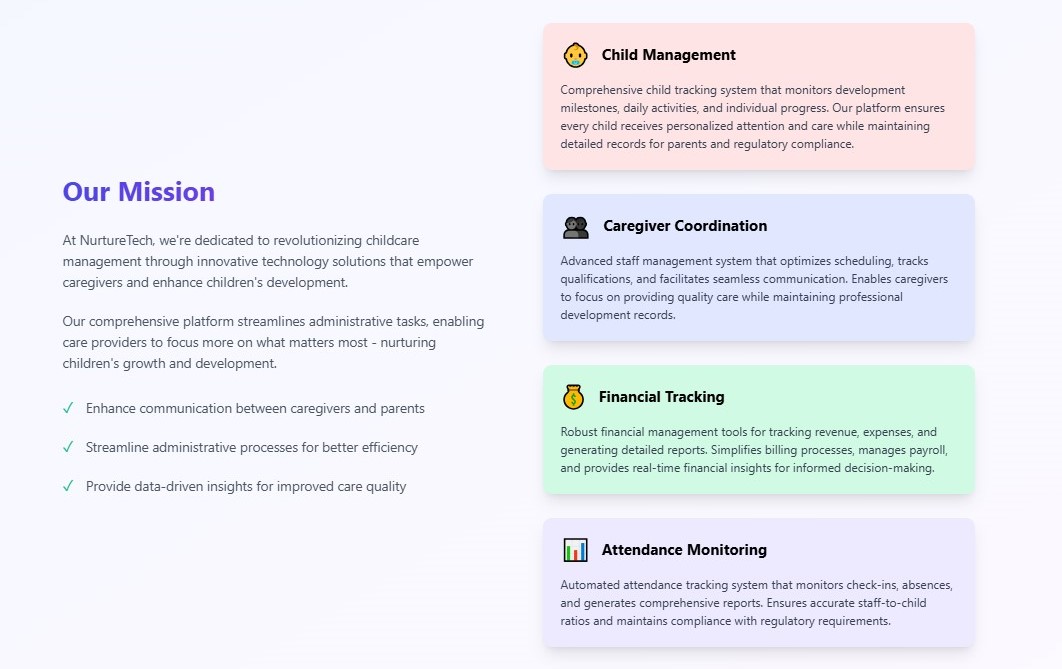 Our Mission
At NurtureTech, we're dedicated to revolutionizing childcare
management through innovative technology solutions that empower
caregivers and enhance children's development.
Our comprehensive platform streamlines administrative tasks, enabling
care providers to focus more on what matters most - nurturing
children's growth and development.
✓ Enhance communication between caregivers and parents
✓ Streamline administrative processes for better efficiency
✓ Provide data-driven insights for improved care quality
Child Management
Comprehensive child tracking system that monitors development
milestones, daily activities, and individual progress. Our platform ensures
every child receives personalized attention and care while maintaining
detailed records for parents and regulatory compliance.
Caregiver Coordination
Advanced staff management system that optimizes scheduling, tracks
qualifications, and facilitates seamless communication. Enables caregivers
to focus on providing quality care while maintaining professional
development records.
Financial Tracking
Robust financial management tools for tracking revenue, expenses, and
generating detailed reports. Simplifies billing processes, manages payroll,
and provides real-time financial insights for informed decision-making.
Attendance Monitoring
Automated attendance tracking system that monitors check-ins, absences,
and generates comprehensive reports. Ensures accurate staff-to-child
ratios and maintains compliance with regulatory requirements.